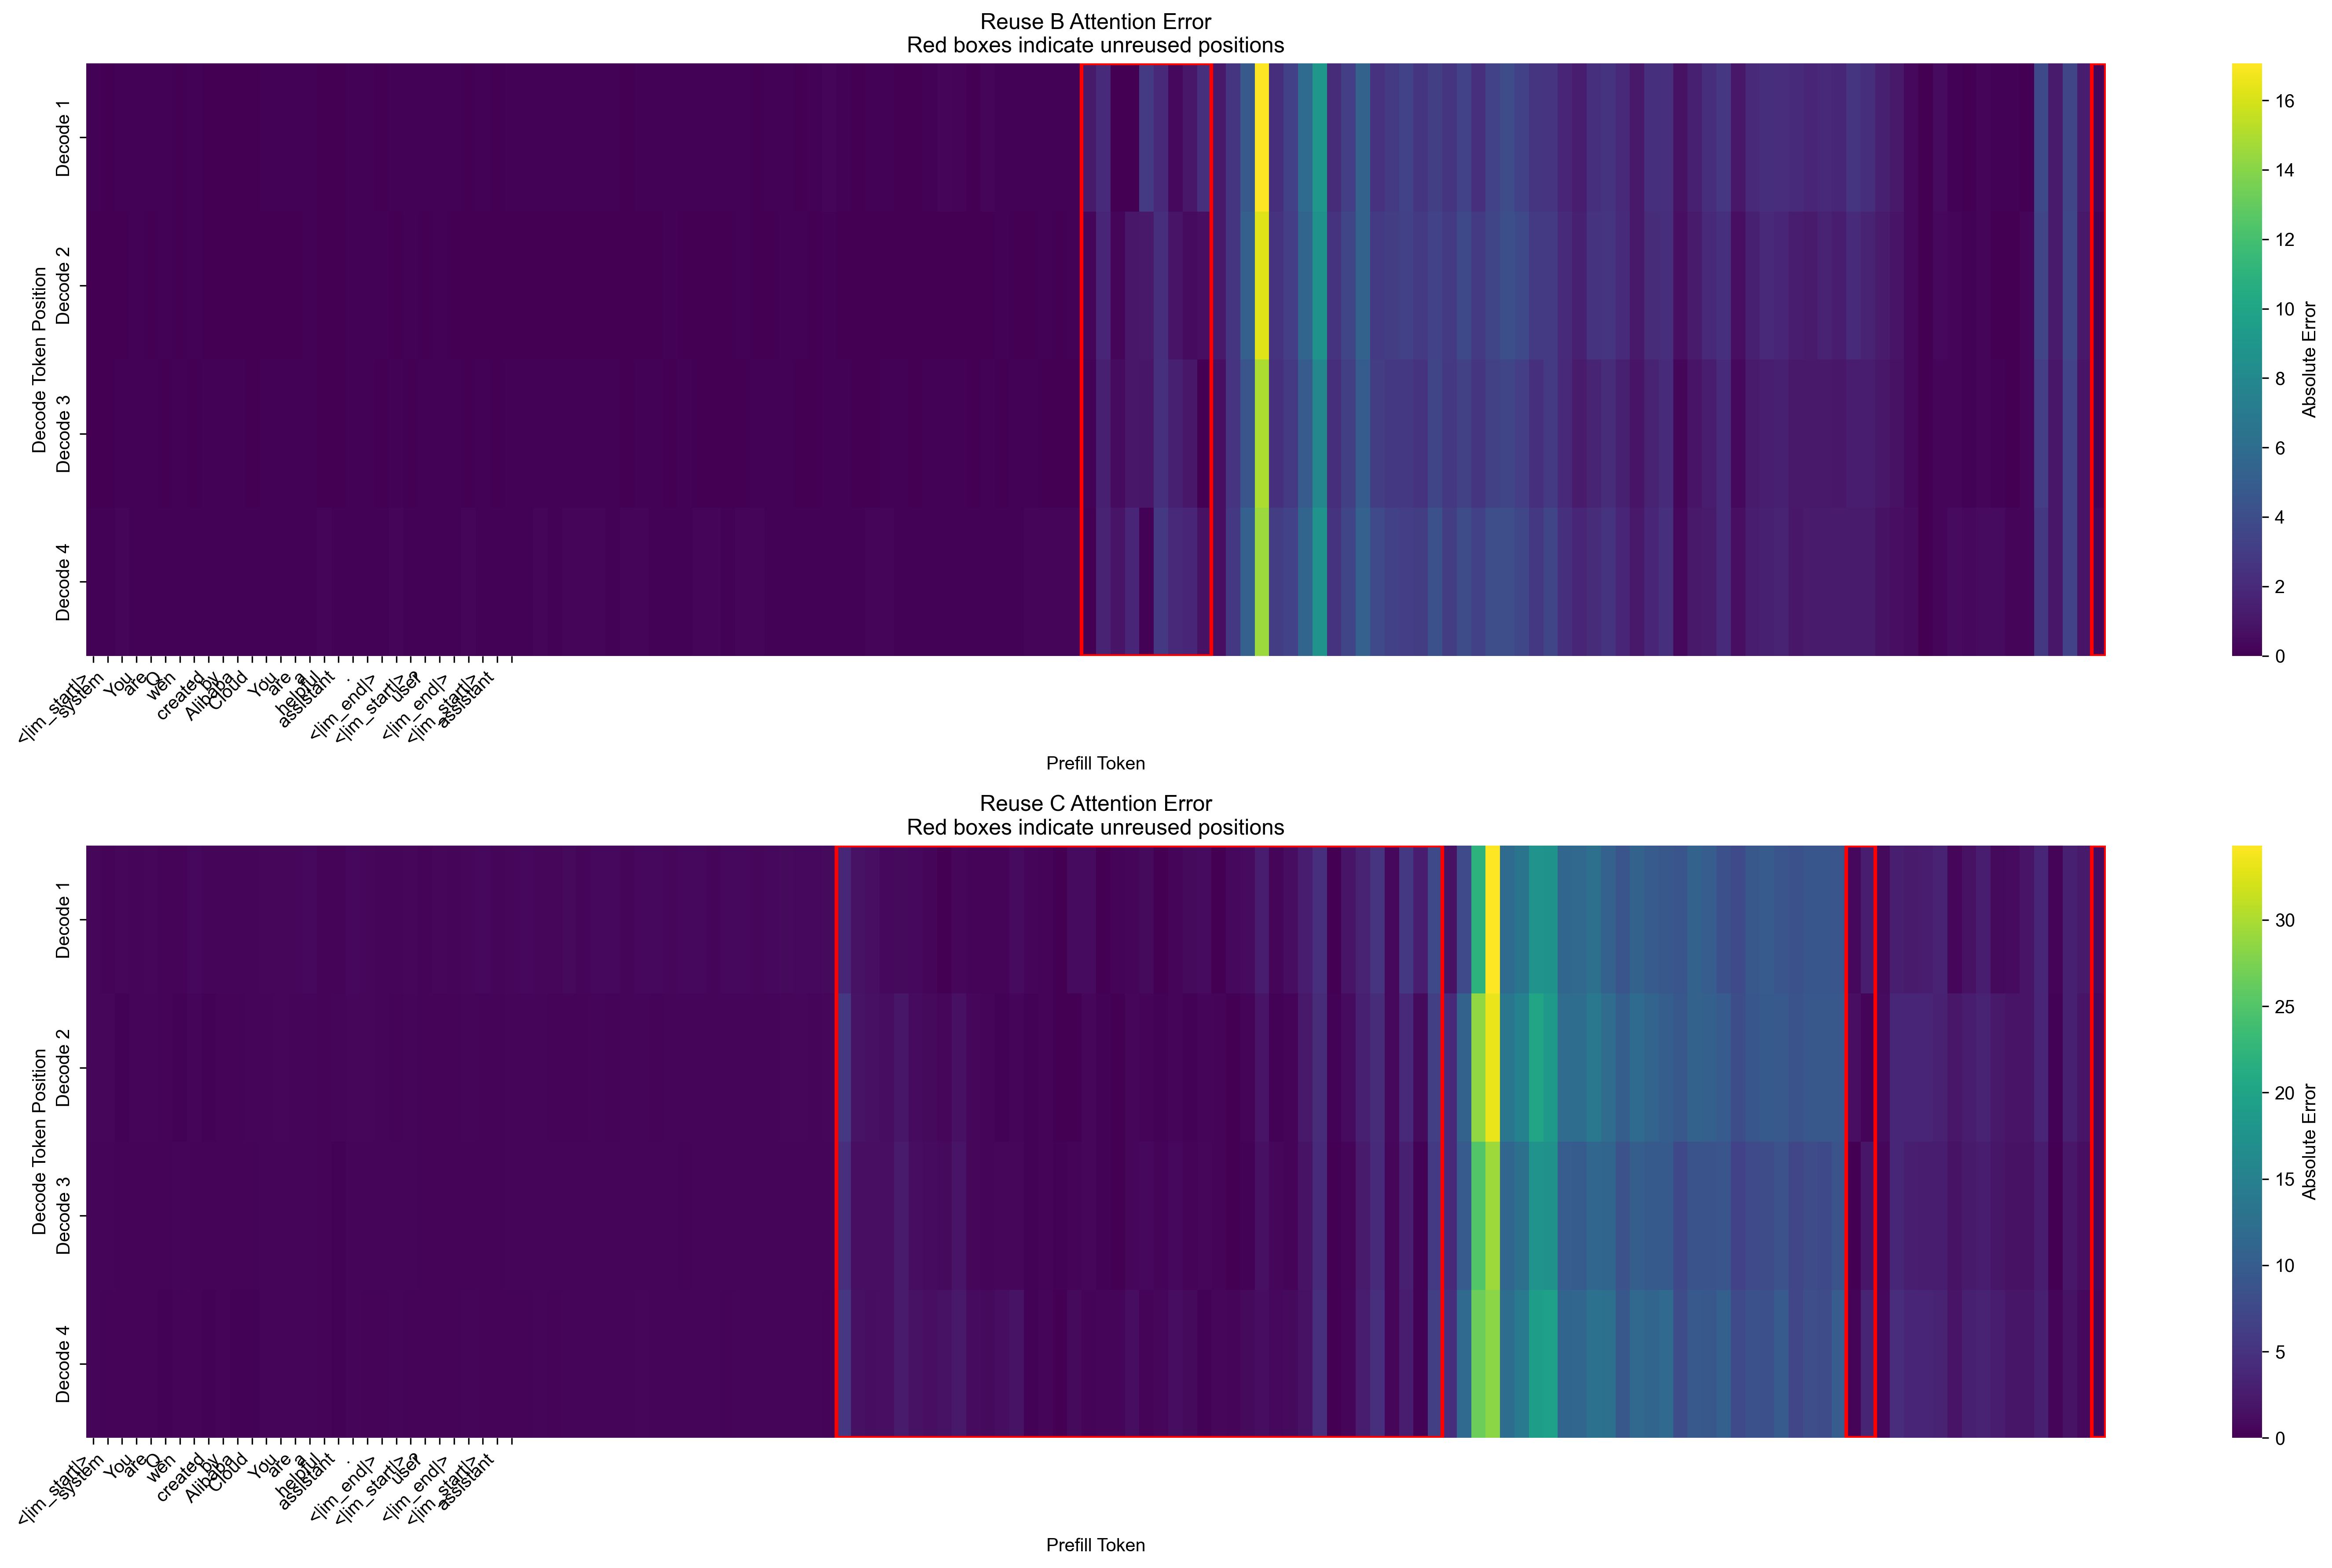 Reuse B Attention Error
Red boxes indicate unreused positions
Decode Token Position
Decode 1
Decode 2
Decode 3
Decode 4
<|im_start|>
system
You
are
Q
wen
created
by
Alibaba
Cloud
You
are
a
helpful
assistant
.
<|im_end|>
<|im_start|>
user
<|im_end|>
<|im_start|>
assistant
Prefill Token
16
14
12
10
8
6
4
2
0
Absolute Error
Reuse C Attention Error
Red boxes indicate unreused positions
Decode Token Position
Decode 1
Decode 2
Decode 3
Decode 4
<|im_start|>
system
You
are
Q
wen
created
by
Alibaba
Cloud
You
are
a
helpful
assistant
.
<|im_end|>
<|im_start|>
user
<|im_end|>
<|im_start|>
assistant
Prefill Token
30
25
20
15
10
5
0
Absolute Error